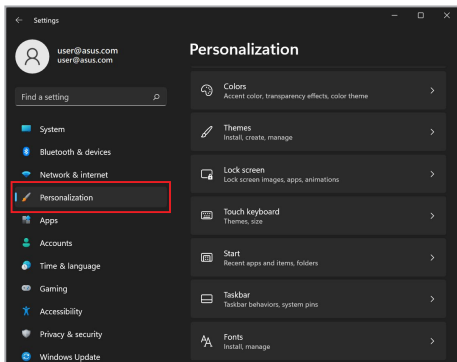 Settings
user@asus.com
user@asus.com
Find a setting
System
Bluetooth & devices
Network & internet
Personalization
Apps
Accounts
Time & language
Gaming
Accessibility
Privacy & security
Windows Update
Personalization
Colors
Accent color, transparency effects, color theme
Themes
Install, create, manage
Lock screen
Lock screen images, apps, animations
Touch keyboard
Themes, size
Start
Recent apps and items, folders
Taskbar
Taskbar behaviors, system pins
Fonts
Install, manage